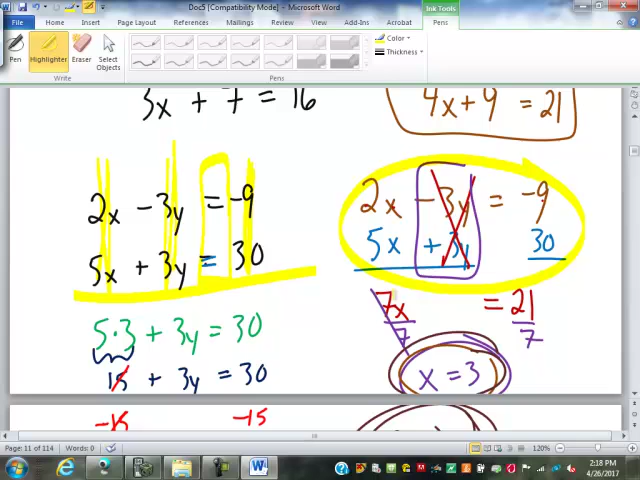 Doc5 [Compatibility Mode] - Microsoft Word
Ink Tools
File
Home
Insert
Page Layout
References
Mailings
Review
View
Add-Ins
Acrobat
Pens
Pen
Highlighter
Eraser
Select Objects
Color
Thickness
Write
Pens
3x + 7 = 16
4x + 9 = 21
2x - 3y = -9
5x + 3y = 30
2x - 3y = -9
5x + 3y 30
7x = 21
7 7
x = 3
5·3 + 3y = 30
15 + 3y = 30
-15 -15
Page: 11 of 114
Words: 0
120%
2:18 PM
4/26/2017